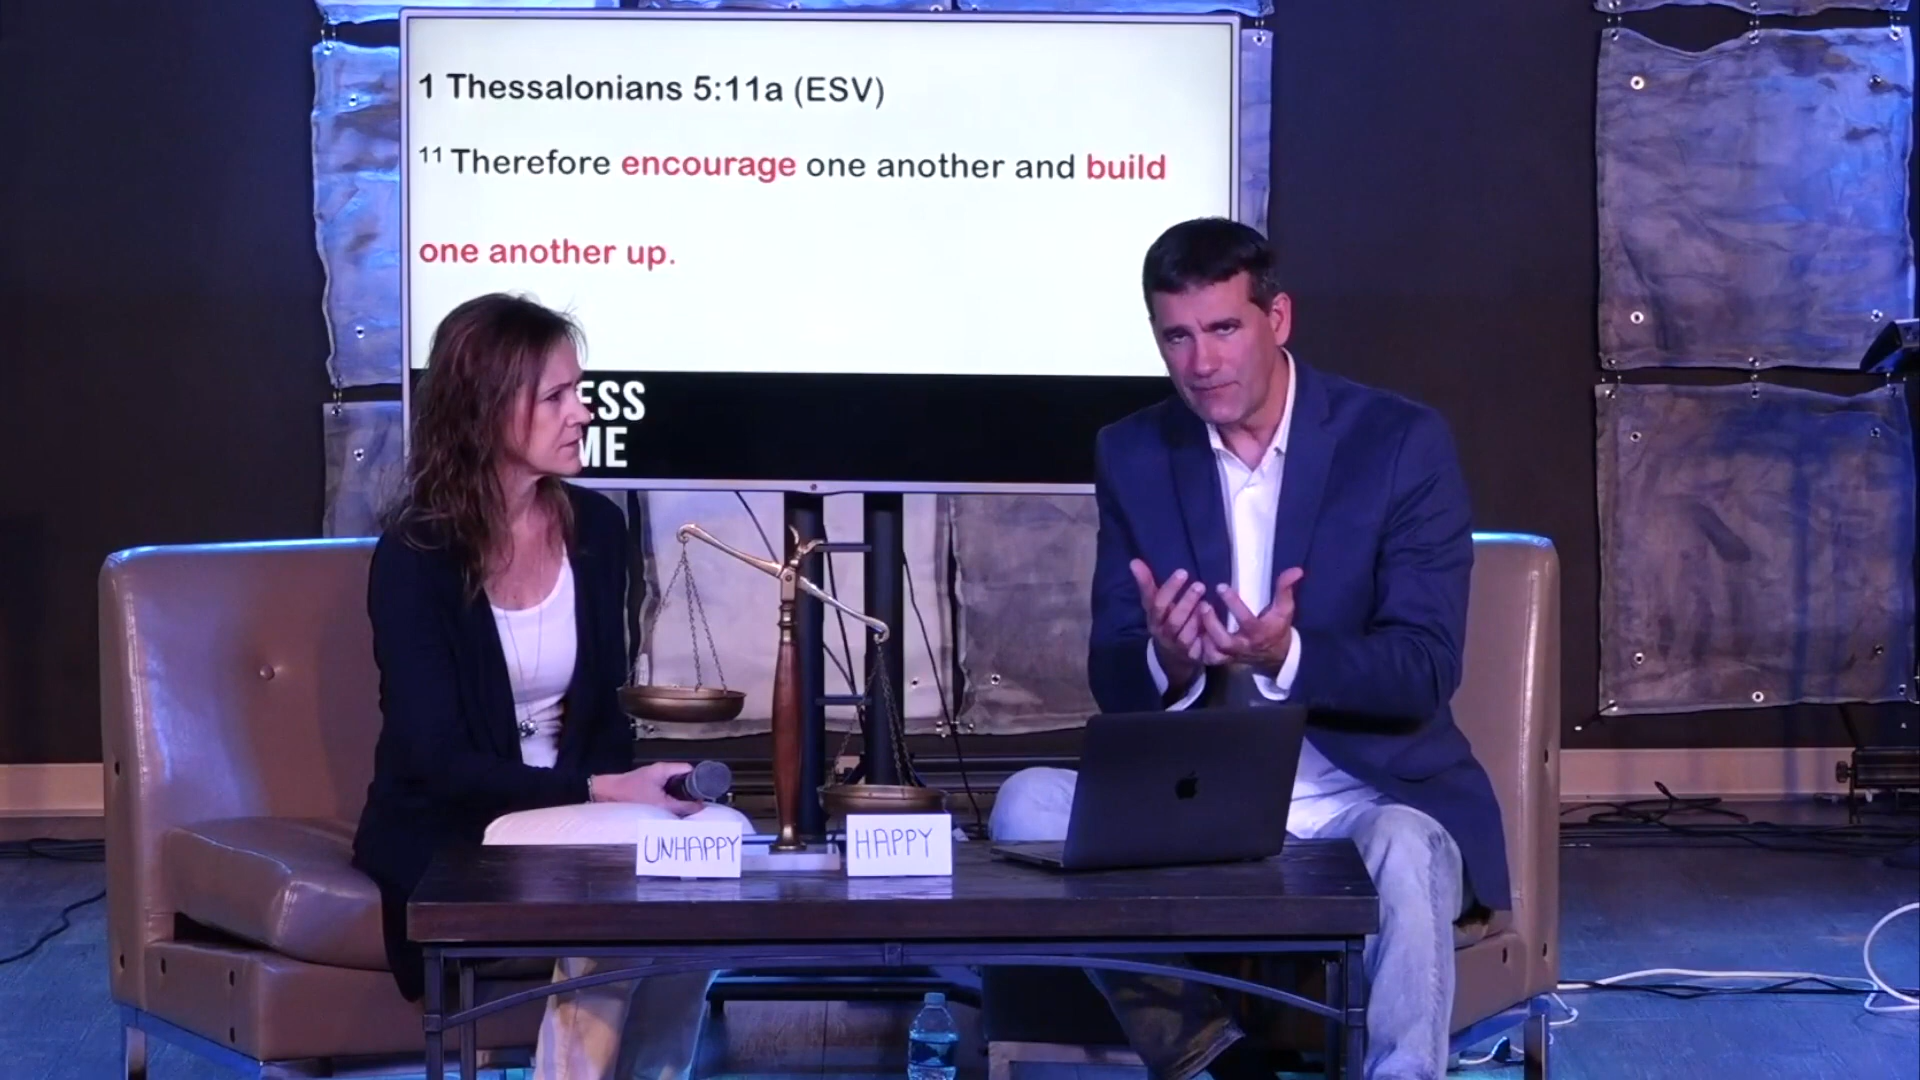 1 Thessalonians 5:11a (ESV)
11 Therefore encourage one another and build
one another up.
ESS
ME
UNHAPPY
HAPPY